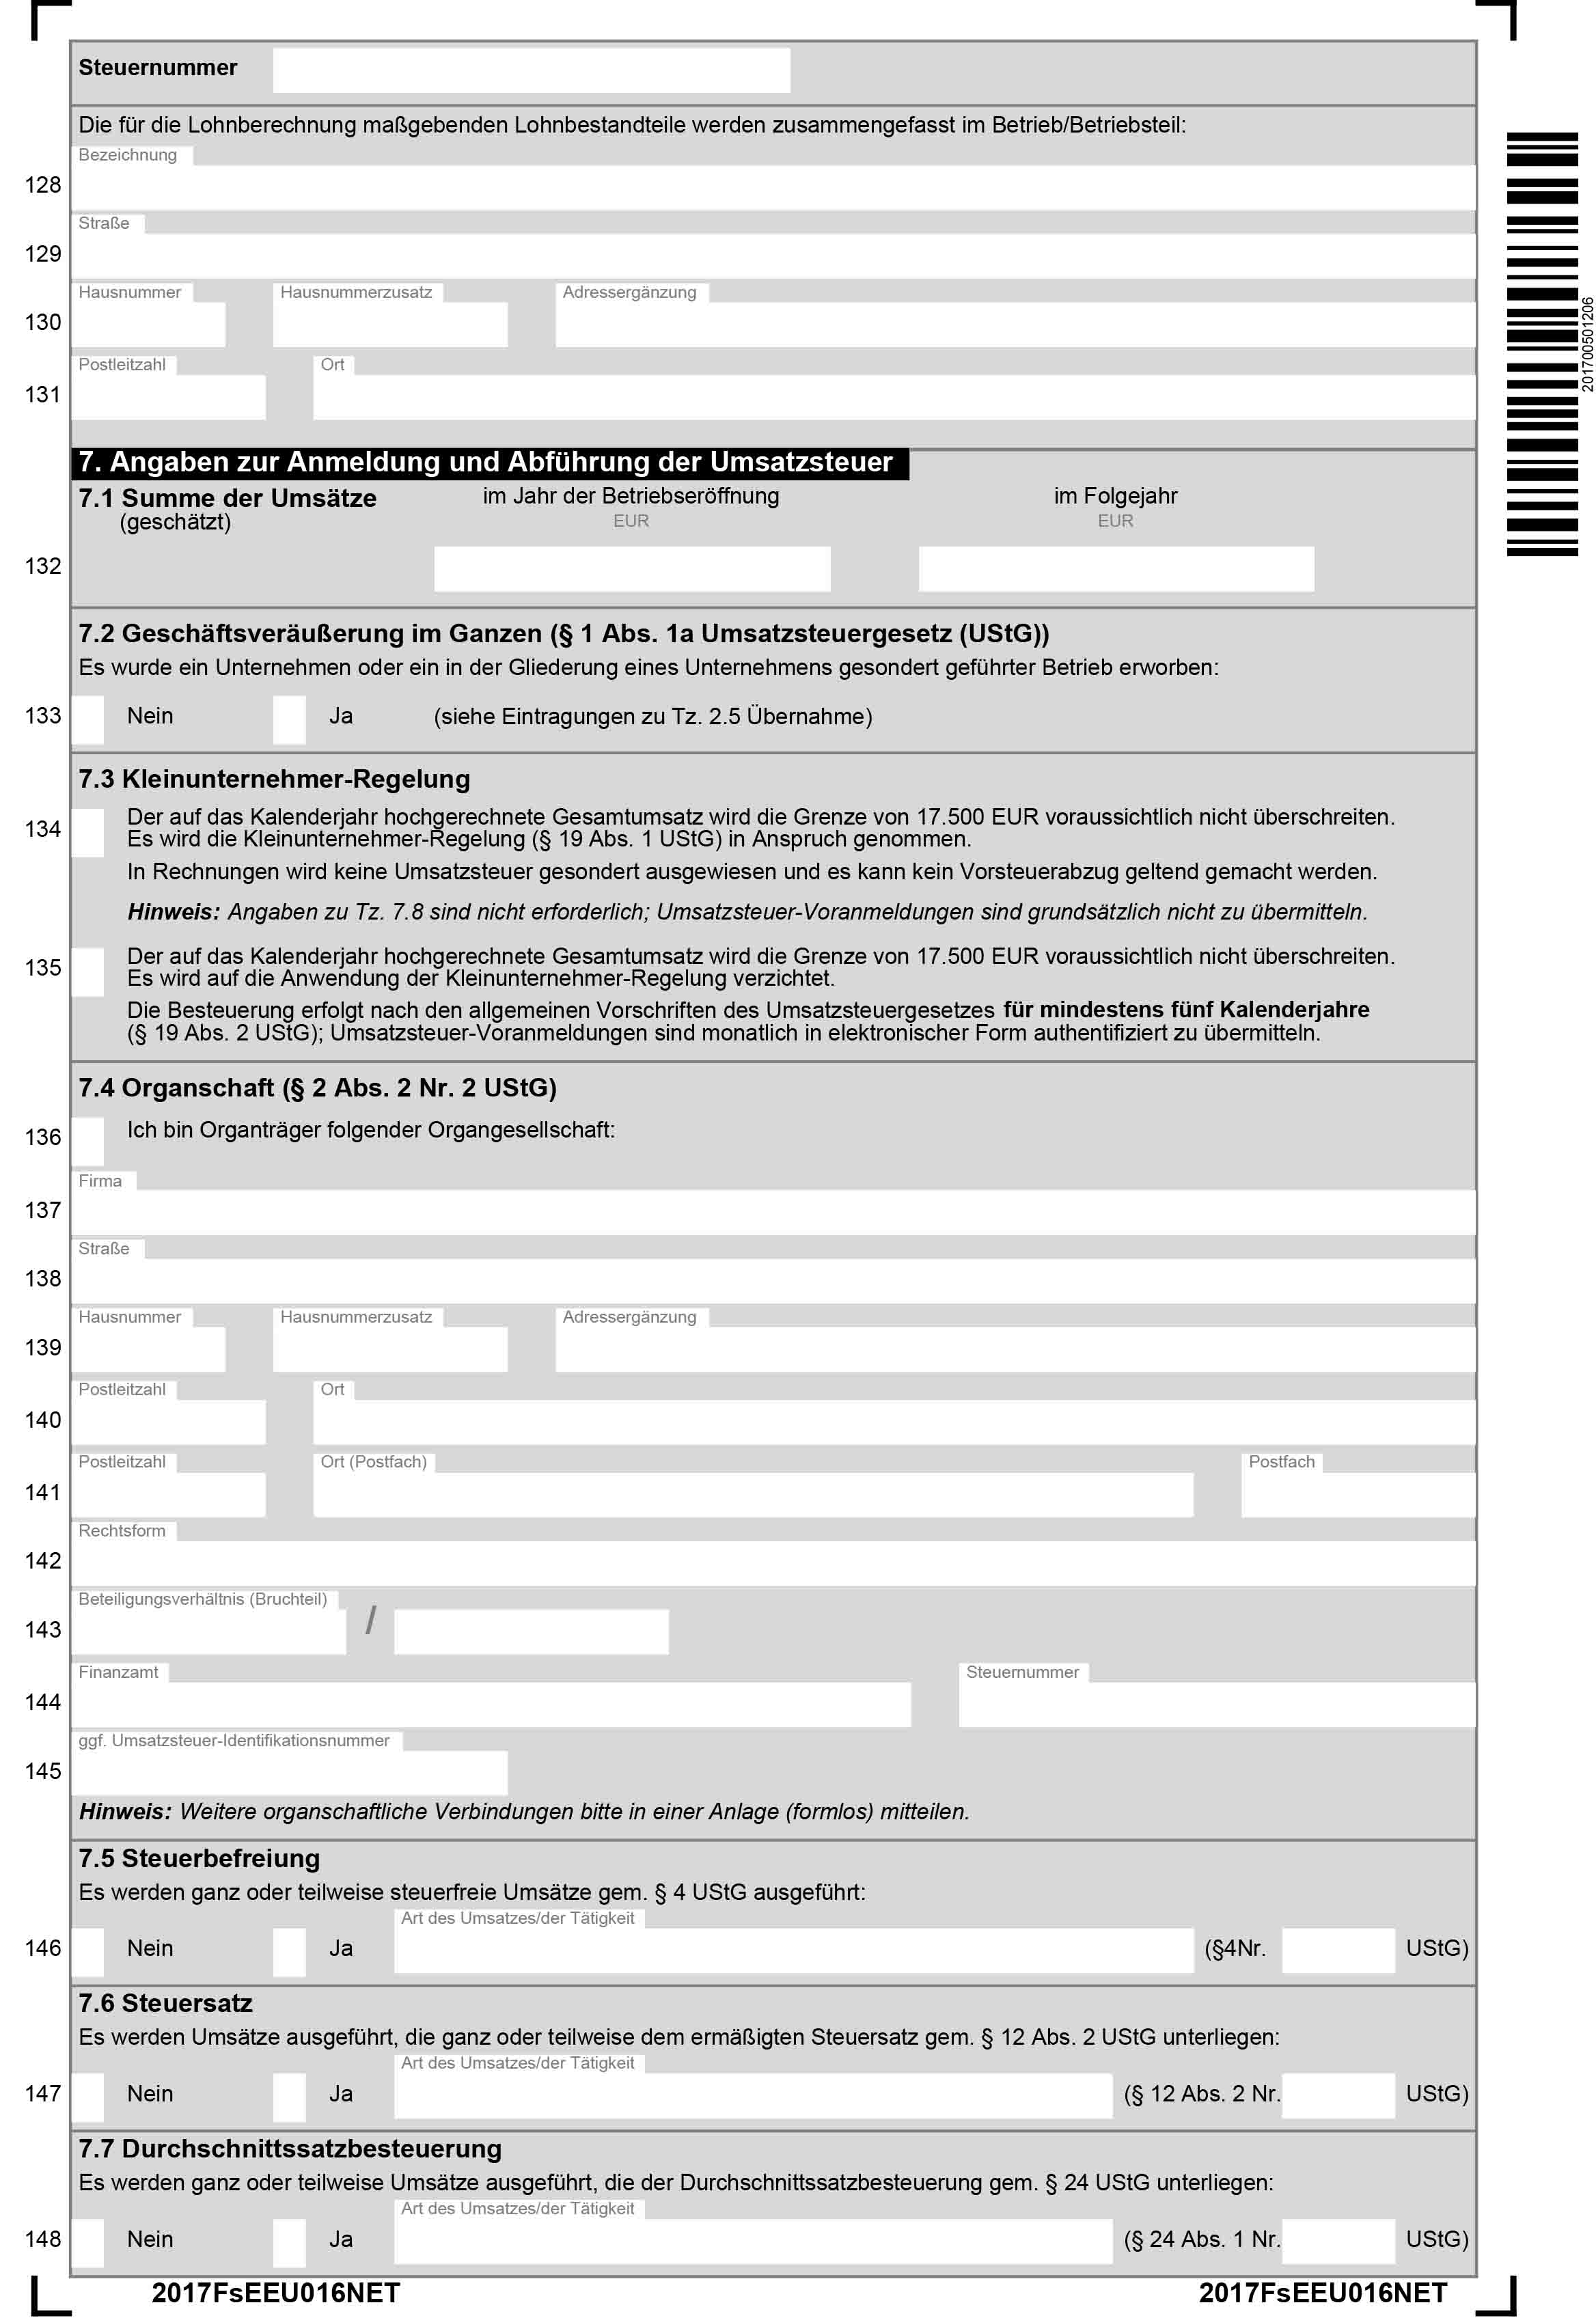 Steuernummer
Die für die Lohnberechnung maßgebenden Lohnbestandteile werden zusammengefasst im Betrieb/Betriebsteil:
Bezeichnung
128
Straße
129
Hausnummer Hausnummerzusatz Adressergänzung
130
Postleitzahl Ort
131
201700501206
7. Angaben zur Anmeldung und Abführung der Umsatzsteuer
7.1 Summe der Umsätze im Jahr der Betriebseröffnung im Folgejahr
(geschätzt) EUR EUR
132
7.2 Geschäftsveräußerung im Ganzen (§ 1 Abs. 1a Umsatzsteuergesetz (UStG))
Es wurde ein Unternehmen oder ein in der Gliederung eines Unternehmens gesondert geführter Betrieb erworben:
133 Nein Ja (siehe Eintragungen zu Tz. 2.5 Übernahme)
7.3 Kleinunternehmer-Regelung
134 Der auf das Kalenderjahr hochgerechnete Gesamtumsatz wird die Grenze von 17.500 EUR voraussichtlich nicht überschreiten.
Es wird die Kleinunternehmer-Regelung (§ 19 Abs. 1 UStG) in Anspruch genommen.
In Rechnungen wird keine Umsatzsteuer gesondert ausgewiesen und es kann kein Vorsteuerabzug geltend gemacht werden.
Hinweis: Angaben zu Tz. 7.8 sind nicht erforderlich; Umsatzsteuer-Voranmeldungen sind grundsätzlich nicht zu übermitteln.
135 Der auf das Kalenderjahr hochgerechnete Gesamtumsatz wird die Grenze von 17.500 EUR voraussichtlich nicht überschreiten.
Es wird auf die Anwendung der Kleinunternehmer-Regelung verzichtet.
Die Besteuerung erfolgt nach den allgemeinen Vorschriften des Umsatzsteuergesetzes für mindestens fünf Kalenderjahre
(§ 19 Abs. 2 UStG); Umsatzsteuer-Voranmeldungen sind monatlich in elektronischer Form authentifiziert zu übermitteln.
7.4 Organschaft (§ 2 Abs. 2 Nr. 2 UStG)
136 Ich bin Organträger folgender Organgesellschaft:
Firma
137
Straße
138
Hausnummer Hausnummerzusatz Adressergänzung
139
Postleitzahl Ort
140
Postleitzahl Ort (Postfach) Postfach
141
Rechtsform
142
Beteiligungsverhältnis (Bruchteil)
143 /
Finanzamt Steuernummer
144
ggf. Umsatzsteuer-Identifikationsnummer
145
Hinweis: Weitere organschaftliche Verbindungen bitte in einer Anlage (formlos) mitteilen.
7.5 Steuerbefreiung
Es werden ganz oder teilweise steuerfreie Umsätze gem. § 4 UStG ausgeführt:
Art des Umsatzes/der Tätigkeit
146 Nein Ja (§4Nr. UStG)
7.6 Steuersatz
Es werden Umsätze ausgeführt, die ganz oder teilweise dem ermäßigten Steuersatz gem. § 12 Abs. 2 UStG unterliegen:
Art des Umsatzes/der Tätigkeit
147 Nein Ja (§ 12 Abs. 2 Nr. UStG)
7.7 Durchschnittssatzbesteuerung
Es werden ganz oder teilweise Umsätze ausgeführt, die der Durchschnittssatzbesteuerung gem. § 24 UStG unterliegen:
Art des Umsatzes/der Tätigkeit
148 Nein Ja (§ 24 Abs. 1 Nr. UStG)
2017FsEEU016NET 2017FsEEU016NET